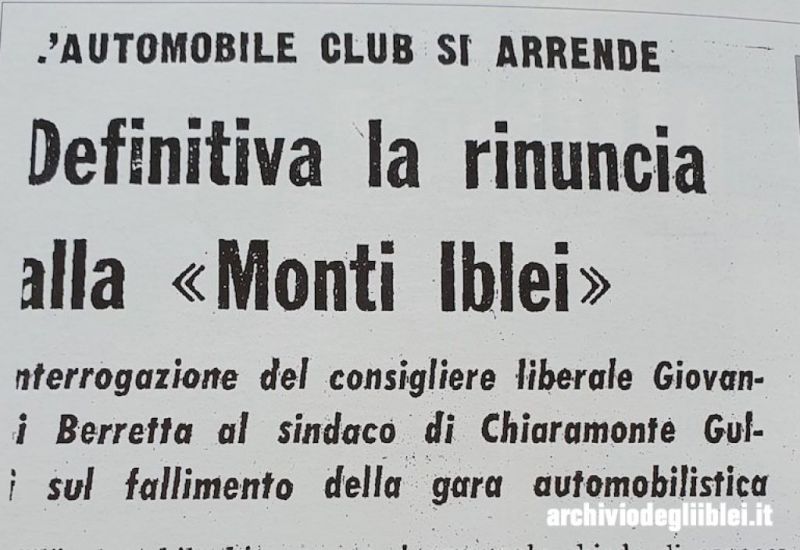 .'AUTOMOBILE CLUB SI ARRENDE
Definitiva la rinuncia
alla «Monti Iblei»
nterrogazione del consigliere liberale Giovan-
i Berretta al sindaco di Chiaramonte Gul-
i sul fallimento della gara automobilistica
archiviodegliiblei.it